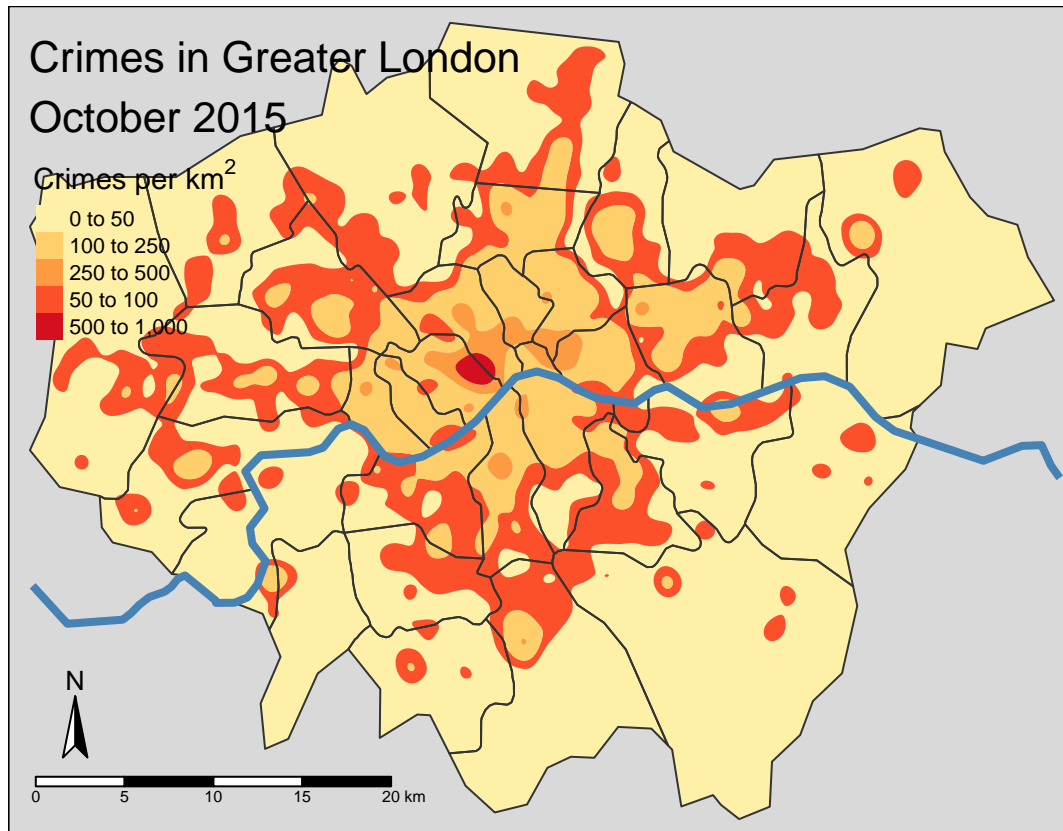 Crimes in Greater London
October 2015
Crimes per km²
0 to 50
100 to 250
250 to 500
50 to 100
500 to 1,000
N
0 5 10 15 20 km